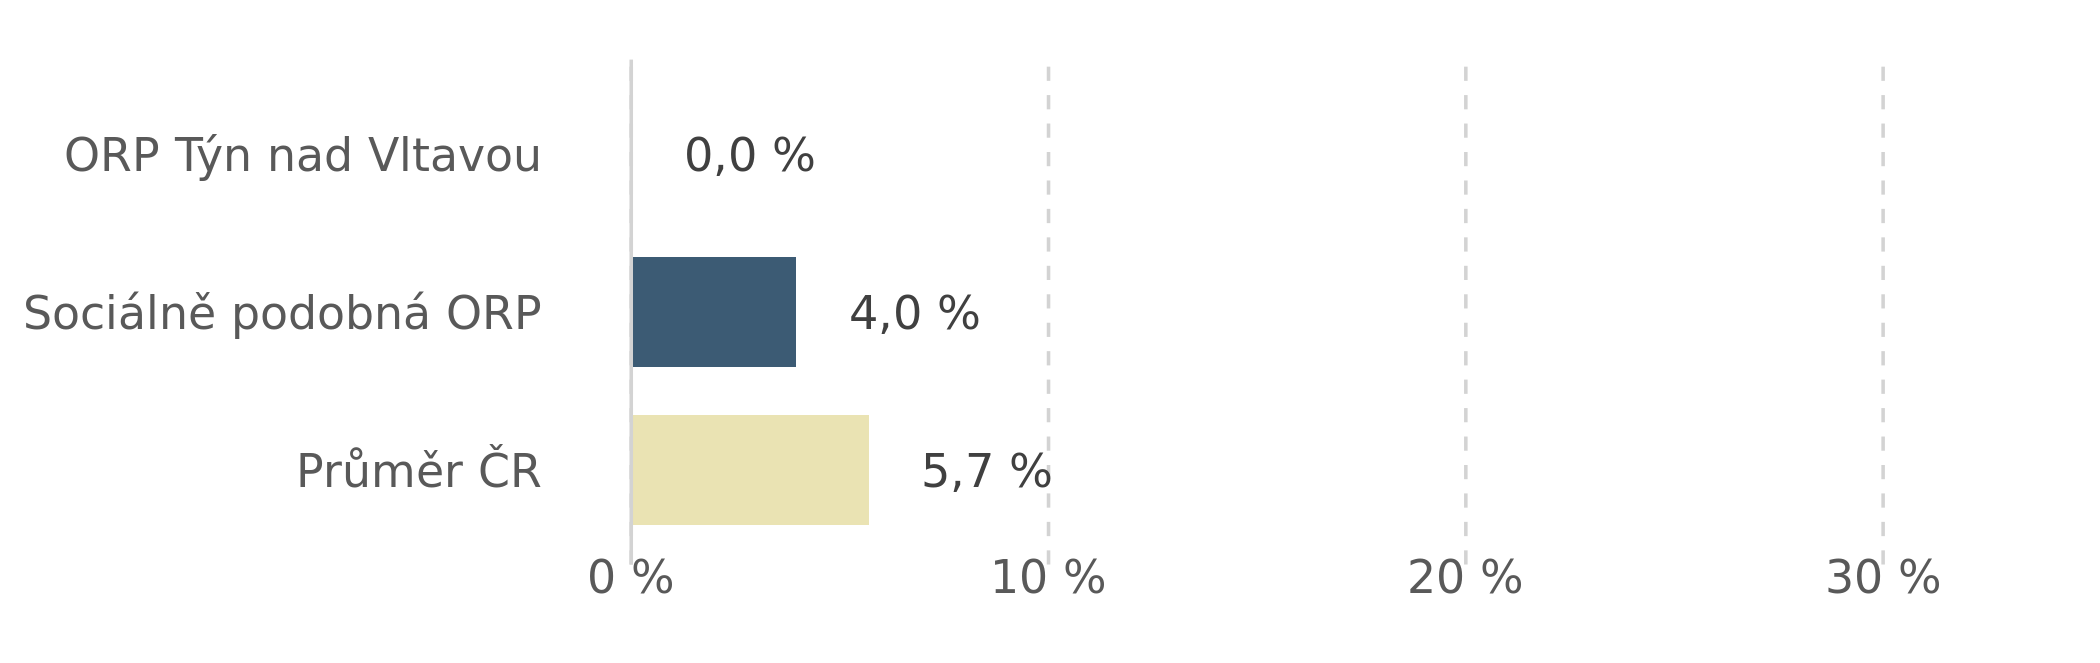 ORP Týn nad Vltavou 0,0 %
Sociálně podobná ORP 4,0 %
Průměr ČR 5,7 %
0 % 10 % 20 % 30 %